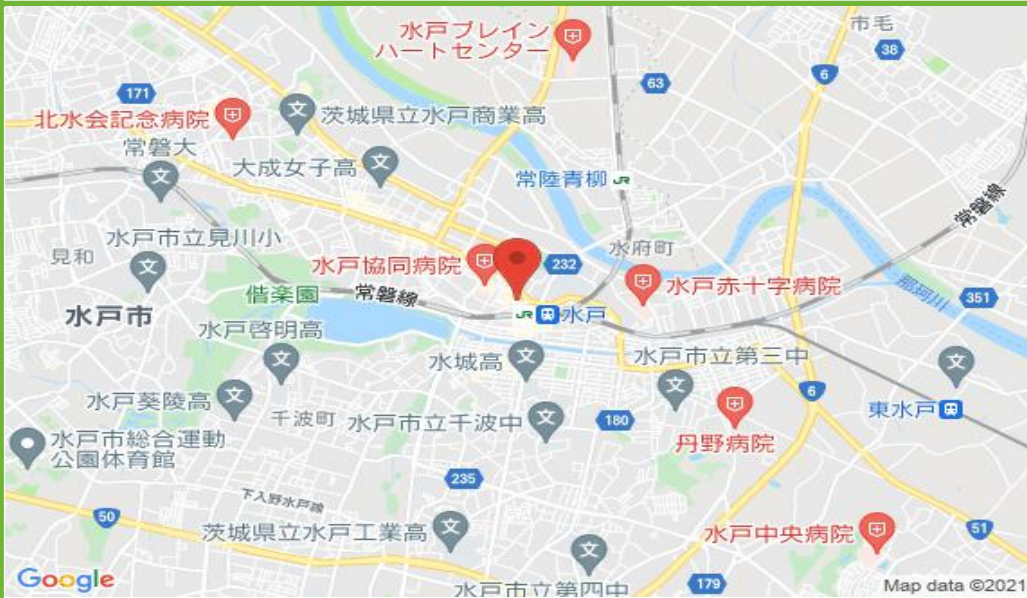 水戸ブレイン
ハートセンター
市毛
38
6
63
171
北水会記念病院
茨城県立水戸商業高
常磐大
大成女子高
常陸青柳 JR
常磐線
水戸市立見川小
見和
水府町
水戸協同病院
232
水戸赤十字病院
那珂川
351
偕楽園
常磐線
水戸市
JR 水戸
水戸啓明高
水城高
水戸市立第三中
水戸葵陵高
千波町
水戸市立千波中
180
6
東水戸
丹野病院
水戸市総合運動
公園体育館
235
下入野水戸線
50
茨城県立水戸工業高
水戸中央病院
51
水戸市立第四中
179
Google
Map data ©2021